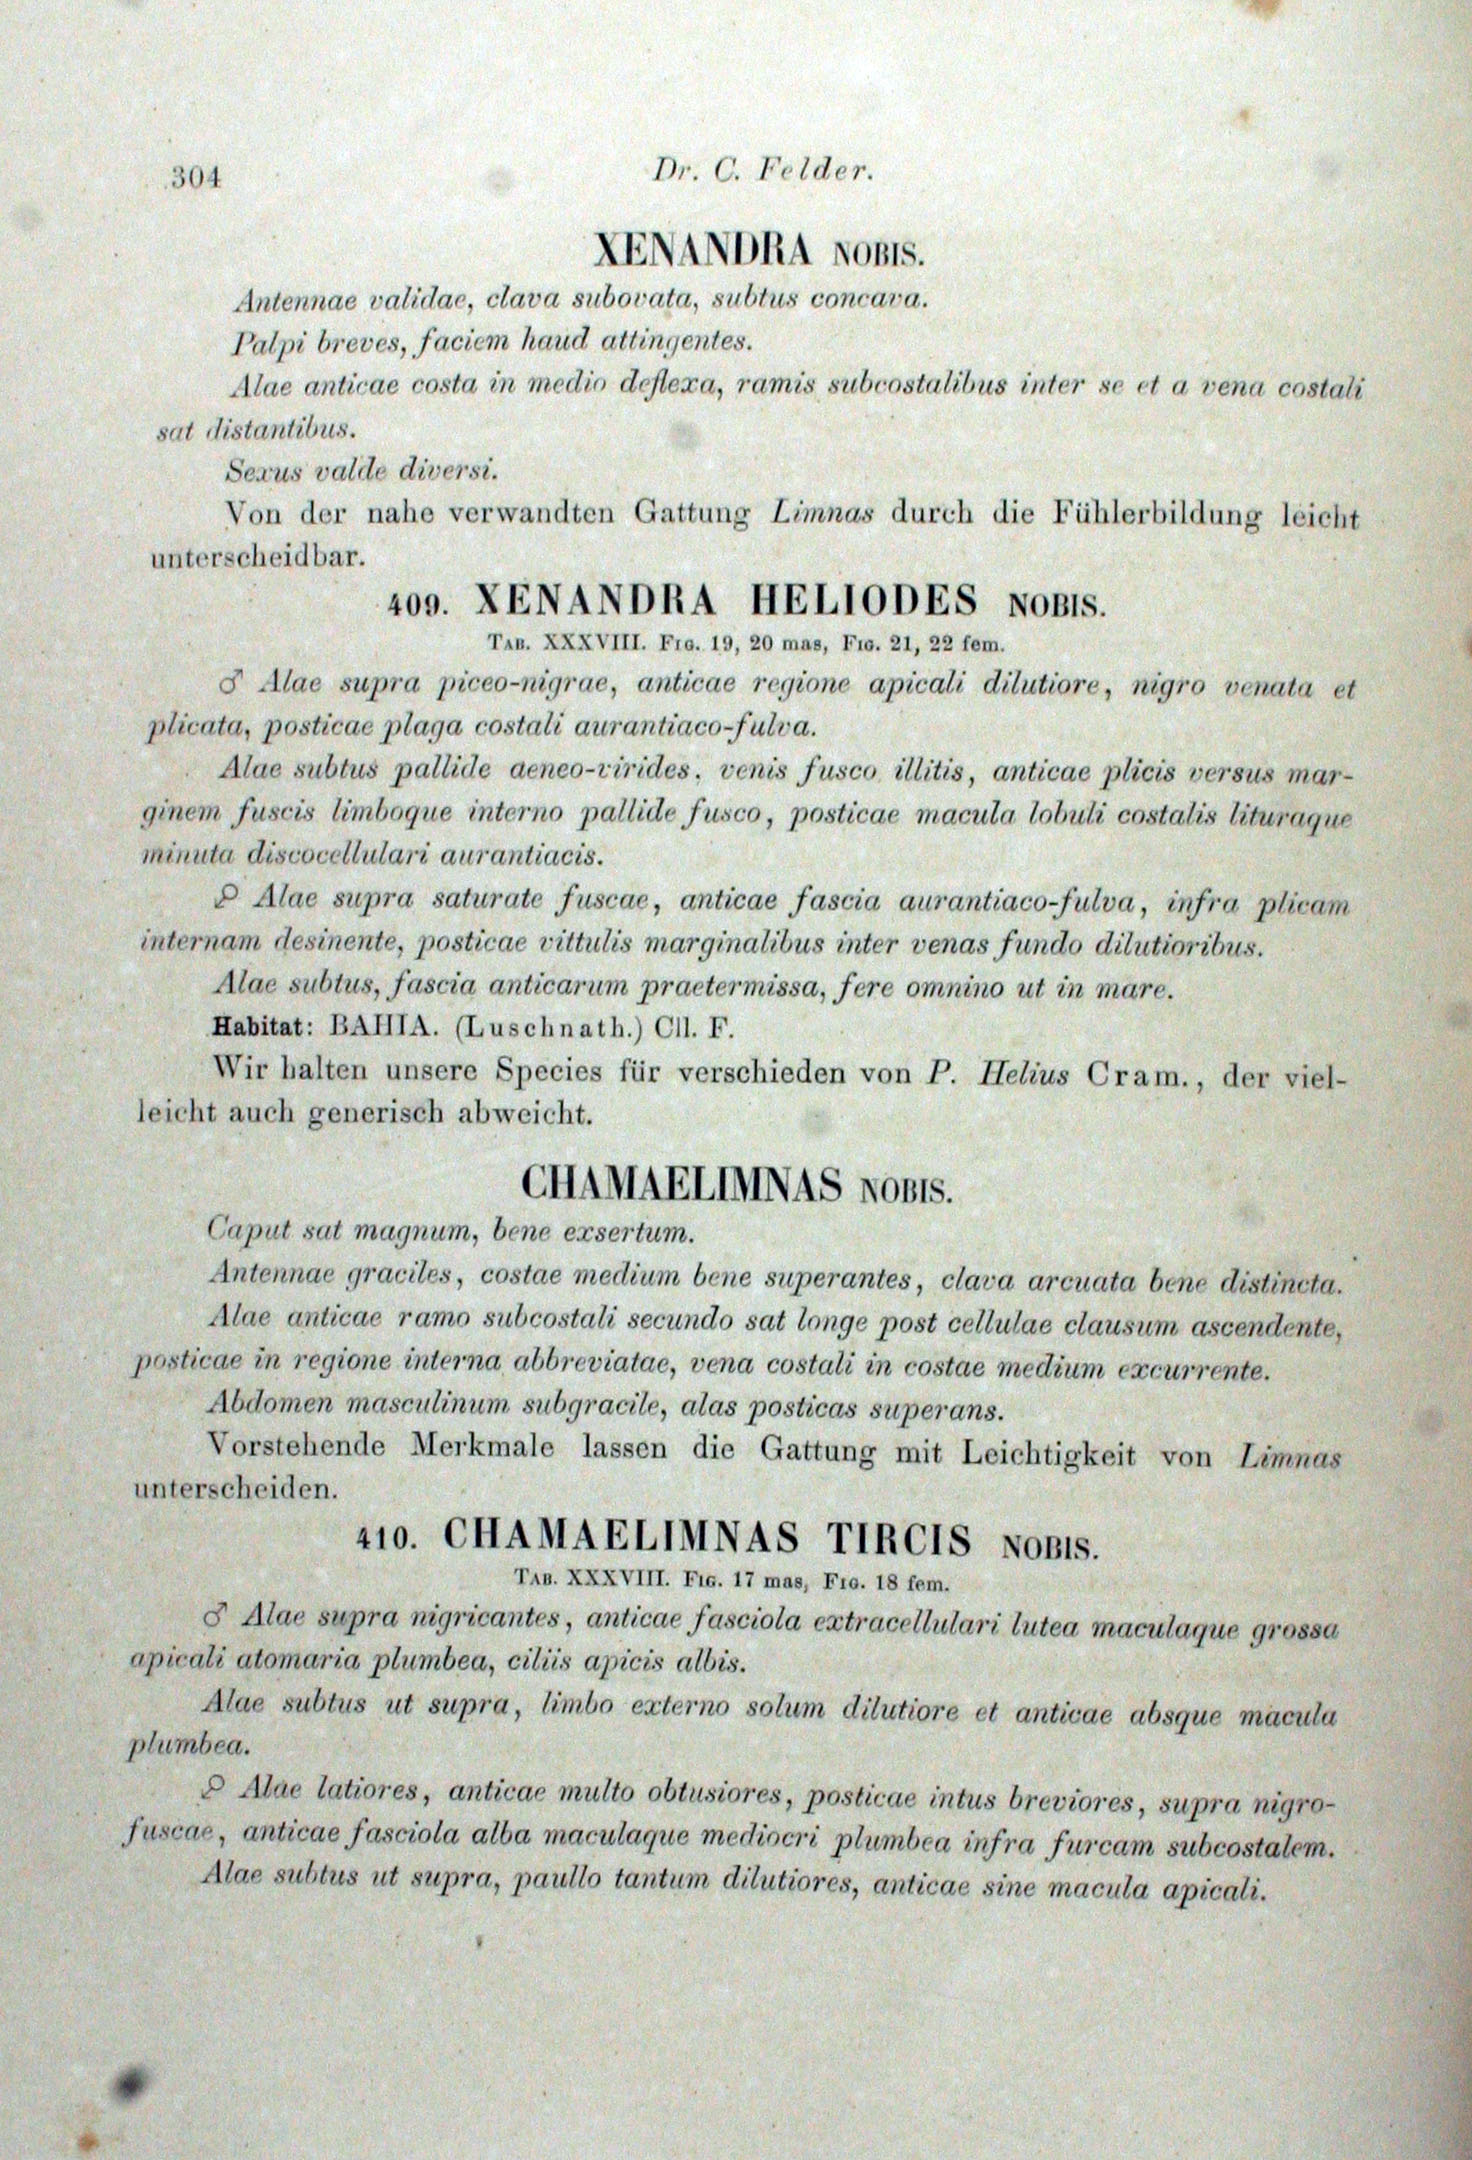 304
Dr. C. Felder.
XENANDRA NOBIS.
Antennae validae, clava subovata, subtus concava.
Palpi breves, faciem haud attingentes.
Alae anticae costa in medio deflexa, ramis subcostalibus inter se et a vena costali
sat distantibus.
Sexus valde diversi.
Von der nahe verwandten Gattung Limnas durch die Fühlerbildung leicht
unterscheidbar.
409. XENANDRA HELIODES NOBIS.
TAB. XXXVIII. FIG. 19, 20 mas, FIG. 21, 22 fem.
♂ Alae supra piceo-nigrae, anticae regione apicali dilutiore, nigro venata et
plicata, posticae plaga costali aurantiaco-fulva.
Alae subtus pallide aeneo-virides, venis fusco illitis, anticae plicis versus mar-
ginem fuscis limboque interno pallide fusco, posticae macula lobuli costalis lituraque
minuta discocellulari aurantiacis.
♀ Alae supra saturate fuscae, anticae fascia aurantiaco-fulva, infra plicam
internam desinente, posticae vittulis marginalibus inter venas fundo dilutioribus.
Alae subtus, fascia anticarum praetermissa, fere omnino ut in mare.
Habitat: BAHIA. (Luschnath.) Cll. F.
Wir halten unsere Species für verschieden von P. Helius Cram., der viel-
leicht auch generisch abweicht.
CHAMAELIMNAS NOBIS.
Caput sat magnum, bene exsertum.
Antennae graciles, costae medium bene superantes, clava arcuata bene distincta.
Alae anticae ramo subcostali secundo sat longe post cellulae clausum ascendente,
posticae in regione interna abbreviatae, vena costali in costae medium excurrente.
Abdomen masculinum subgracile, alas posticas superans.
Vorstehende Merkmale lassen die Gattung mit Leichtigkeit von Limnas
unterscheiden.
410. CHAMAELIMNAS TIRCIS NOBIS.
TAB. XXXVIII. FIG. 17 mas, FIG. 18 fem.
♂ Alae supra nigricantes, anticae fasciola extracellulari lutea maculaque grossa
apicali atomaria plumbea, ciliis apicis albis.
Alae subtus ut supra, limbo externo solum dilutiore et anticae absque macula
plumbea.
♀ Alae latiores, anticae multo obtusiores, posticae intus breviores, supra nigro-
fuscae, anticae fasciola alba maculaque mediocri plumbea infra furcam subcostalem.
Alae subtus ut supra, paullo tantum dilutiores, anticae sine macula apicali.